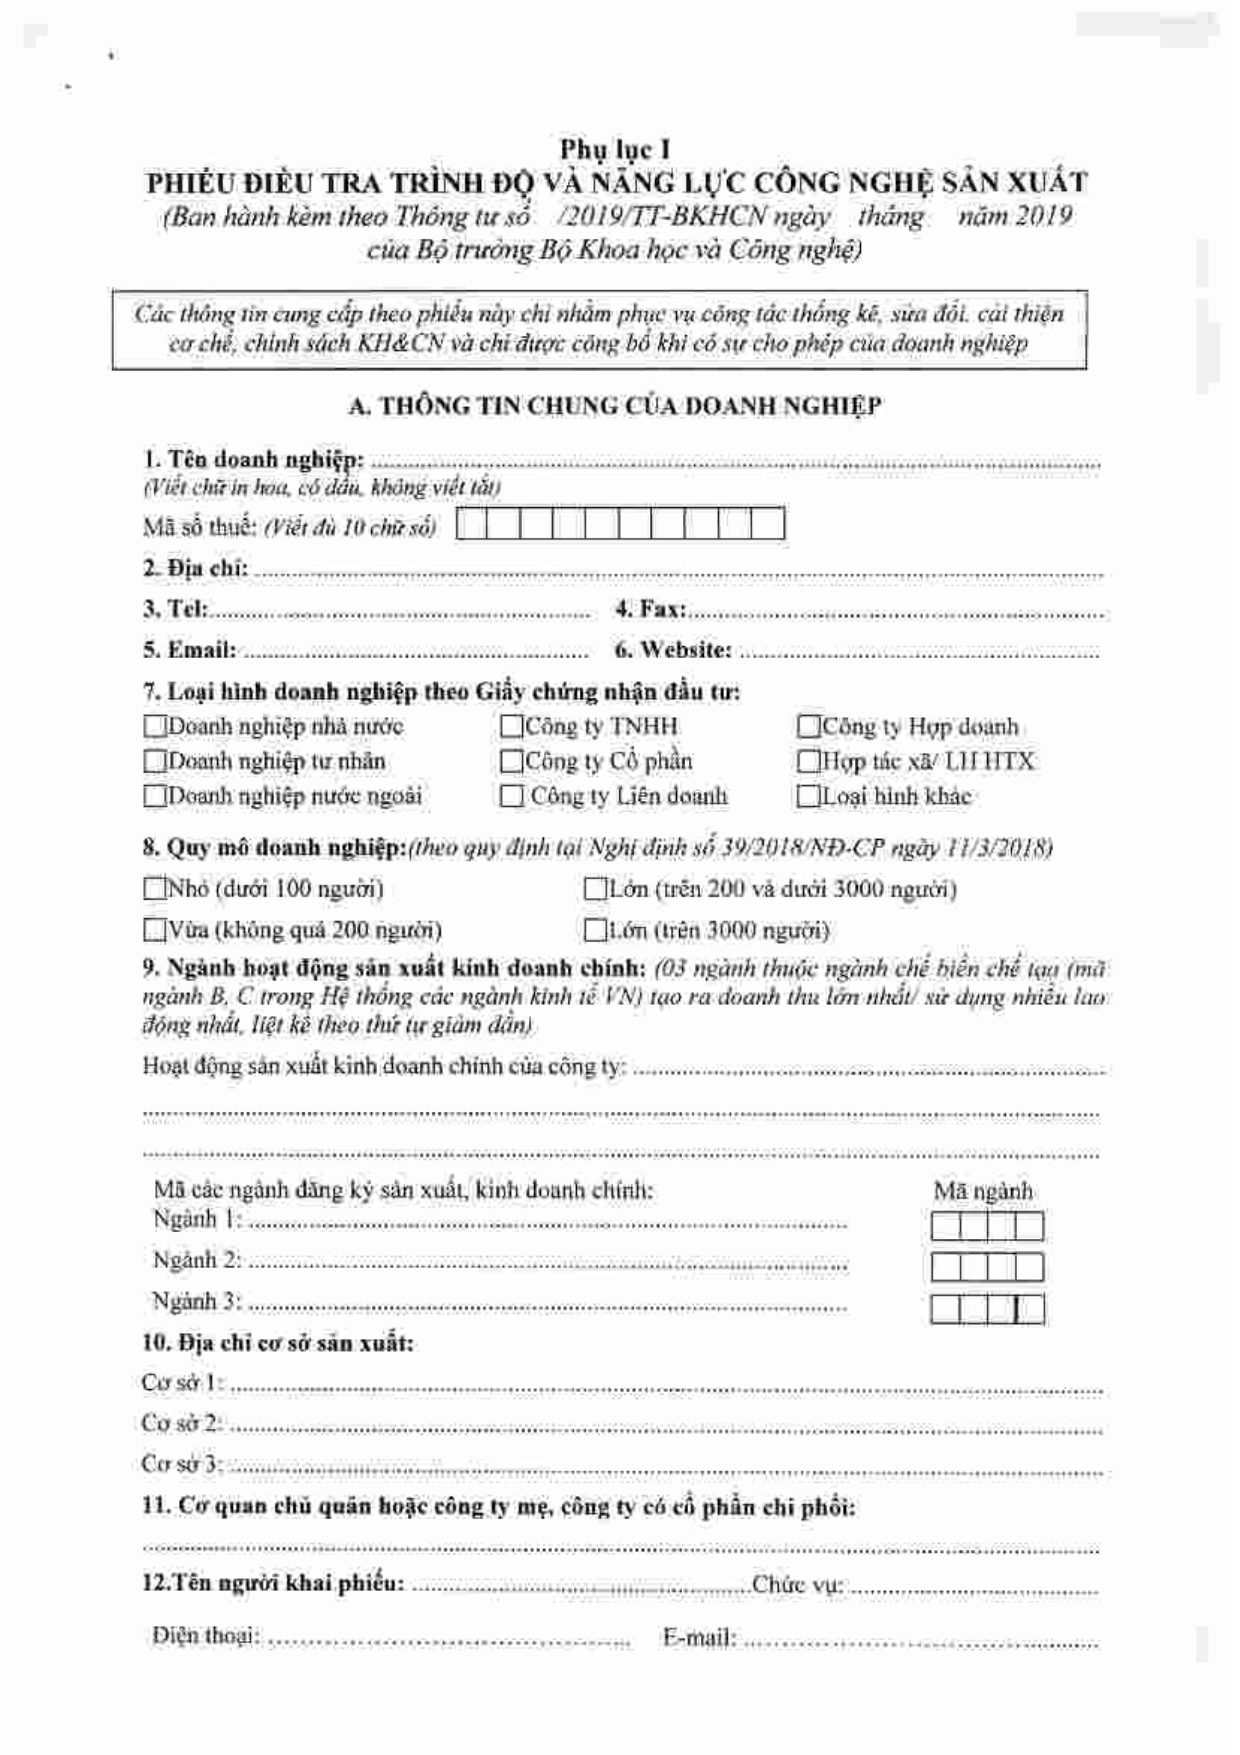 Phụ lục I
PHIẾU ĐIỀU TRA TRÌNH ĐỘ VÀ NĂNG LỰC CÔNG NGHỆ SẢN XUẤT
(Ban hành kèm theo Thông tư số /2019/TT-BKHCN ngày tháng năm 2019
của Bộ trưởng Bộ Khoa học và Công nghệ)
Các thông tin cung cấp theo phiếu này chỉ nhằm phục vụ công tác thống kê, sửa đổi, cải thiện
cơ chế, chính sách KH&CN và chỉ được công bố khi có sự cho phép của doanh nghiệp
A. THÔNG TIN CHUNG CỦA DOANH NGHIỆP
1. Tên doanh nghiệp:
(Viết chữ in hoa, có dấu, không viết tắt)
Mã số thuế: (Viết đủ 10 chữ số)
2. Địa chỉ:
3. Tel: 4. Fax:
5. Email: 6. Website:
7. Loại hình doanh nghiệp theo Giấy chứng nhận đầu tư:
Doanh nghiệp nhà nước Công ty TNHH Công ty Hợp doanh
Doanh nghiệp tư nhân Công ty Cổ phần Hợp tác xã/ LH HTX
Doanh nghiệp nước ngoài Công ty Liên doanh Loại hình khác
8. Quy mô doanh nghiệp:(theo quy định tại Nghị định số 39/2018/NĐ-CP ngày 11/3/2018)
Nhỏ (dưới 100 người) Lớn (trên 200 và dưới 3000 người)
Vừa (không quá 200 người) Lớn (trên 3000 người)
9. Ngành hoạt động sản xuất kinh doanh chính: (03 ngành thuộc ngành chế biến chế tạo (mã
ngành B, C trong Hệ thống các ngành kinh tế VN) tạo ra doanh thu lớn nhất/ sử dụng nhiều lao
động nhất, liệt kê theo thứ tự giảm dần)
Hoạt động sản xuất kinh doanh chính của công ty:
Mã các ngành đăng ký sản xuất, kinh doanh chính: Mã ngành
Ngành 1:
Ngành 2:
Ngành 3:
10. Địa chỉ cơ sở sản xuất:
Cơ sở 1:
Cơ sở 2:
Cơ sở 3:
11. Cơ quan chủ quản hoặc công ty mẹ, công ty có cổ phần chi phối:
12.Tên người khai phiếu: Chức vụ:
Điện thoại: E-mail: